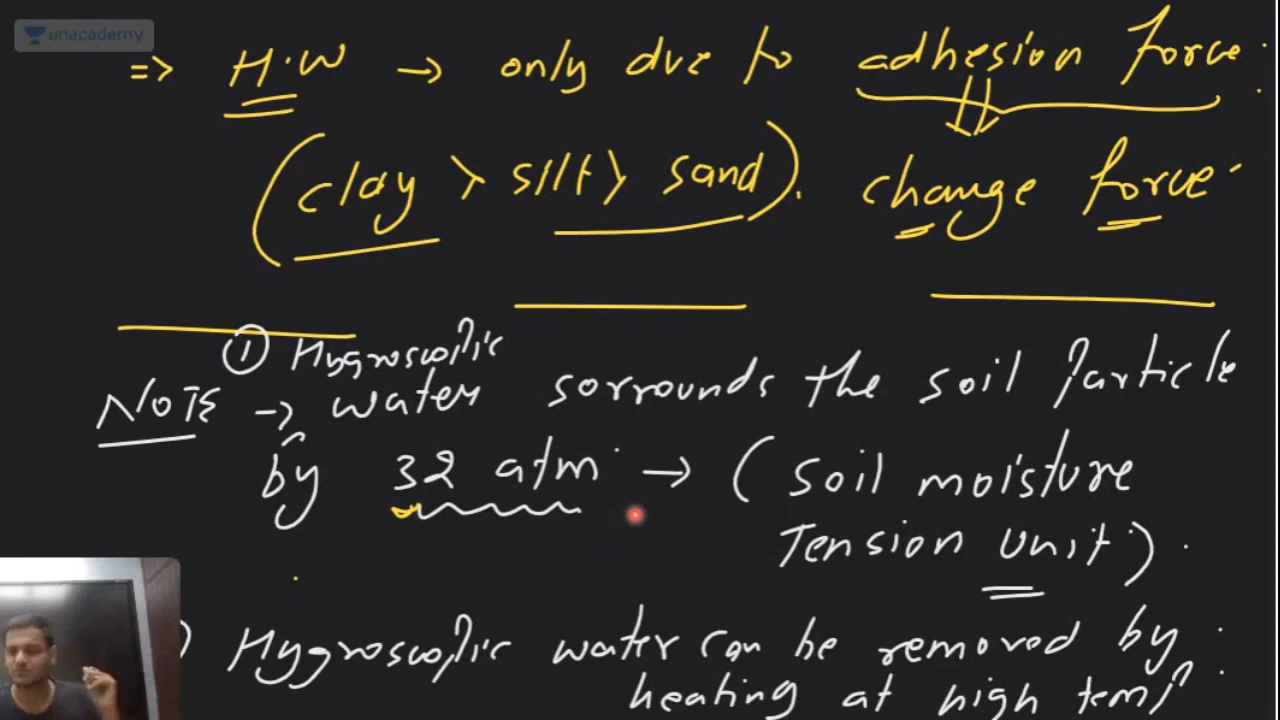 unacademy
=> H.W → only due to adhesion force.
(clay > silt > sand). change force.
① Hygroscopic
NOTE → water sorrounds the soil particle
by 32 atm. → (soil moisture
Tension Unit).
) Hygroscopic water can be removed by
heating at high temp.